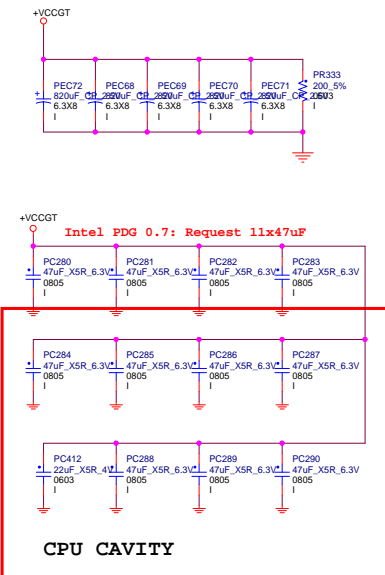 +VCCGT
PR333
PEC72 PEC68 PEC69 PEC70 PEC71 200_5%
820uF_CP_2.5V
6.3X8 6.3X8 6.3X8 6.3X8 6.3X8
I I I I I I
+VCCGT
Intel PDG 0.7: Request 11x47uF
PC280 PC281 PC282 PC283
47uF_X5R_6.3V 47uF_X5R_6.3V 47uF_X5R_6.3V 47uF_X5R_6.3V
0805 0805 0805 0805
I I I I
PC284 PC285 PC286 PC287
47uF_X5R_6.3V 47uF_X5R_6.3V 47uF_X5R_6.3V 47uF_X5R_6.3V
0805 0805 0805 0805
I I I I
PC412 PC288 PC289 PC290
22uF_X5R_4V 47uF_X5R_6.3V 47uF_X5R_6.3V 47uF_X5R_6.3V
0603 0805 0805 0805
I I I I
CPU CAVITY